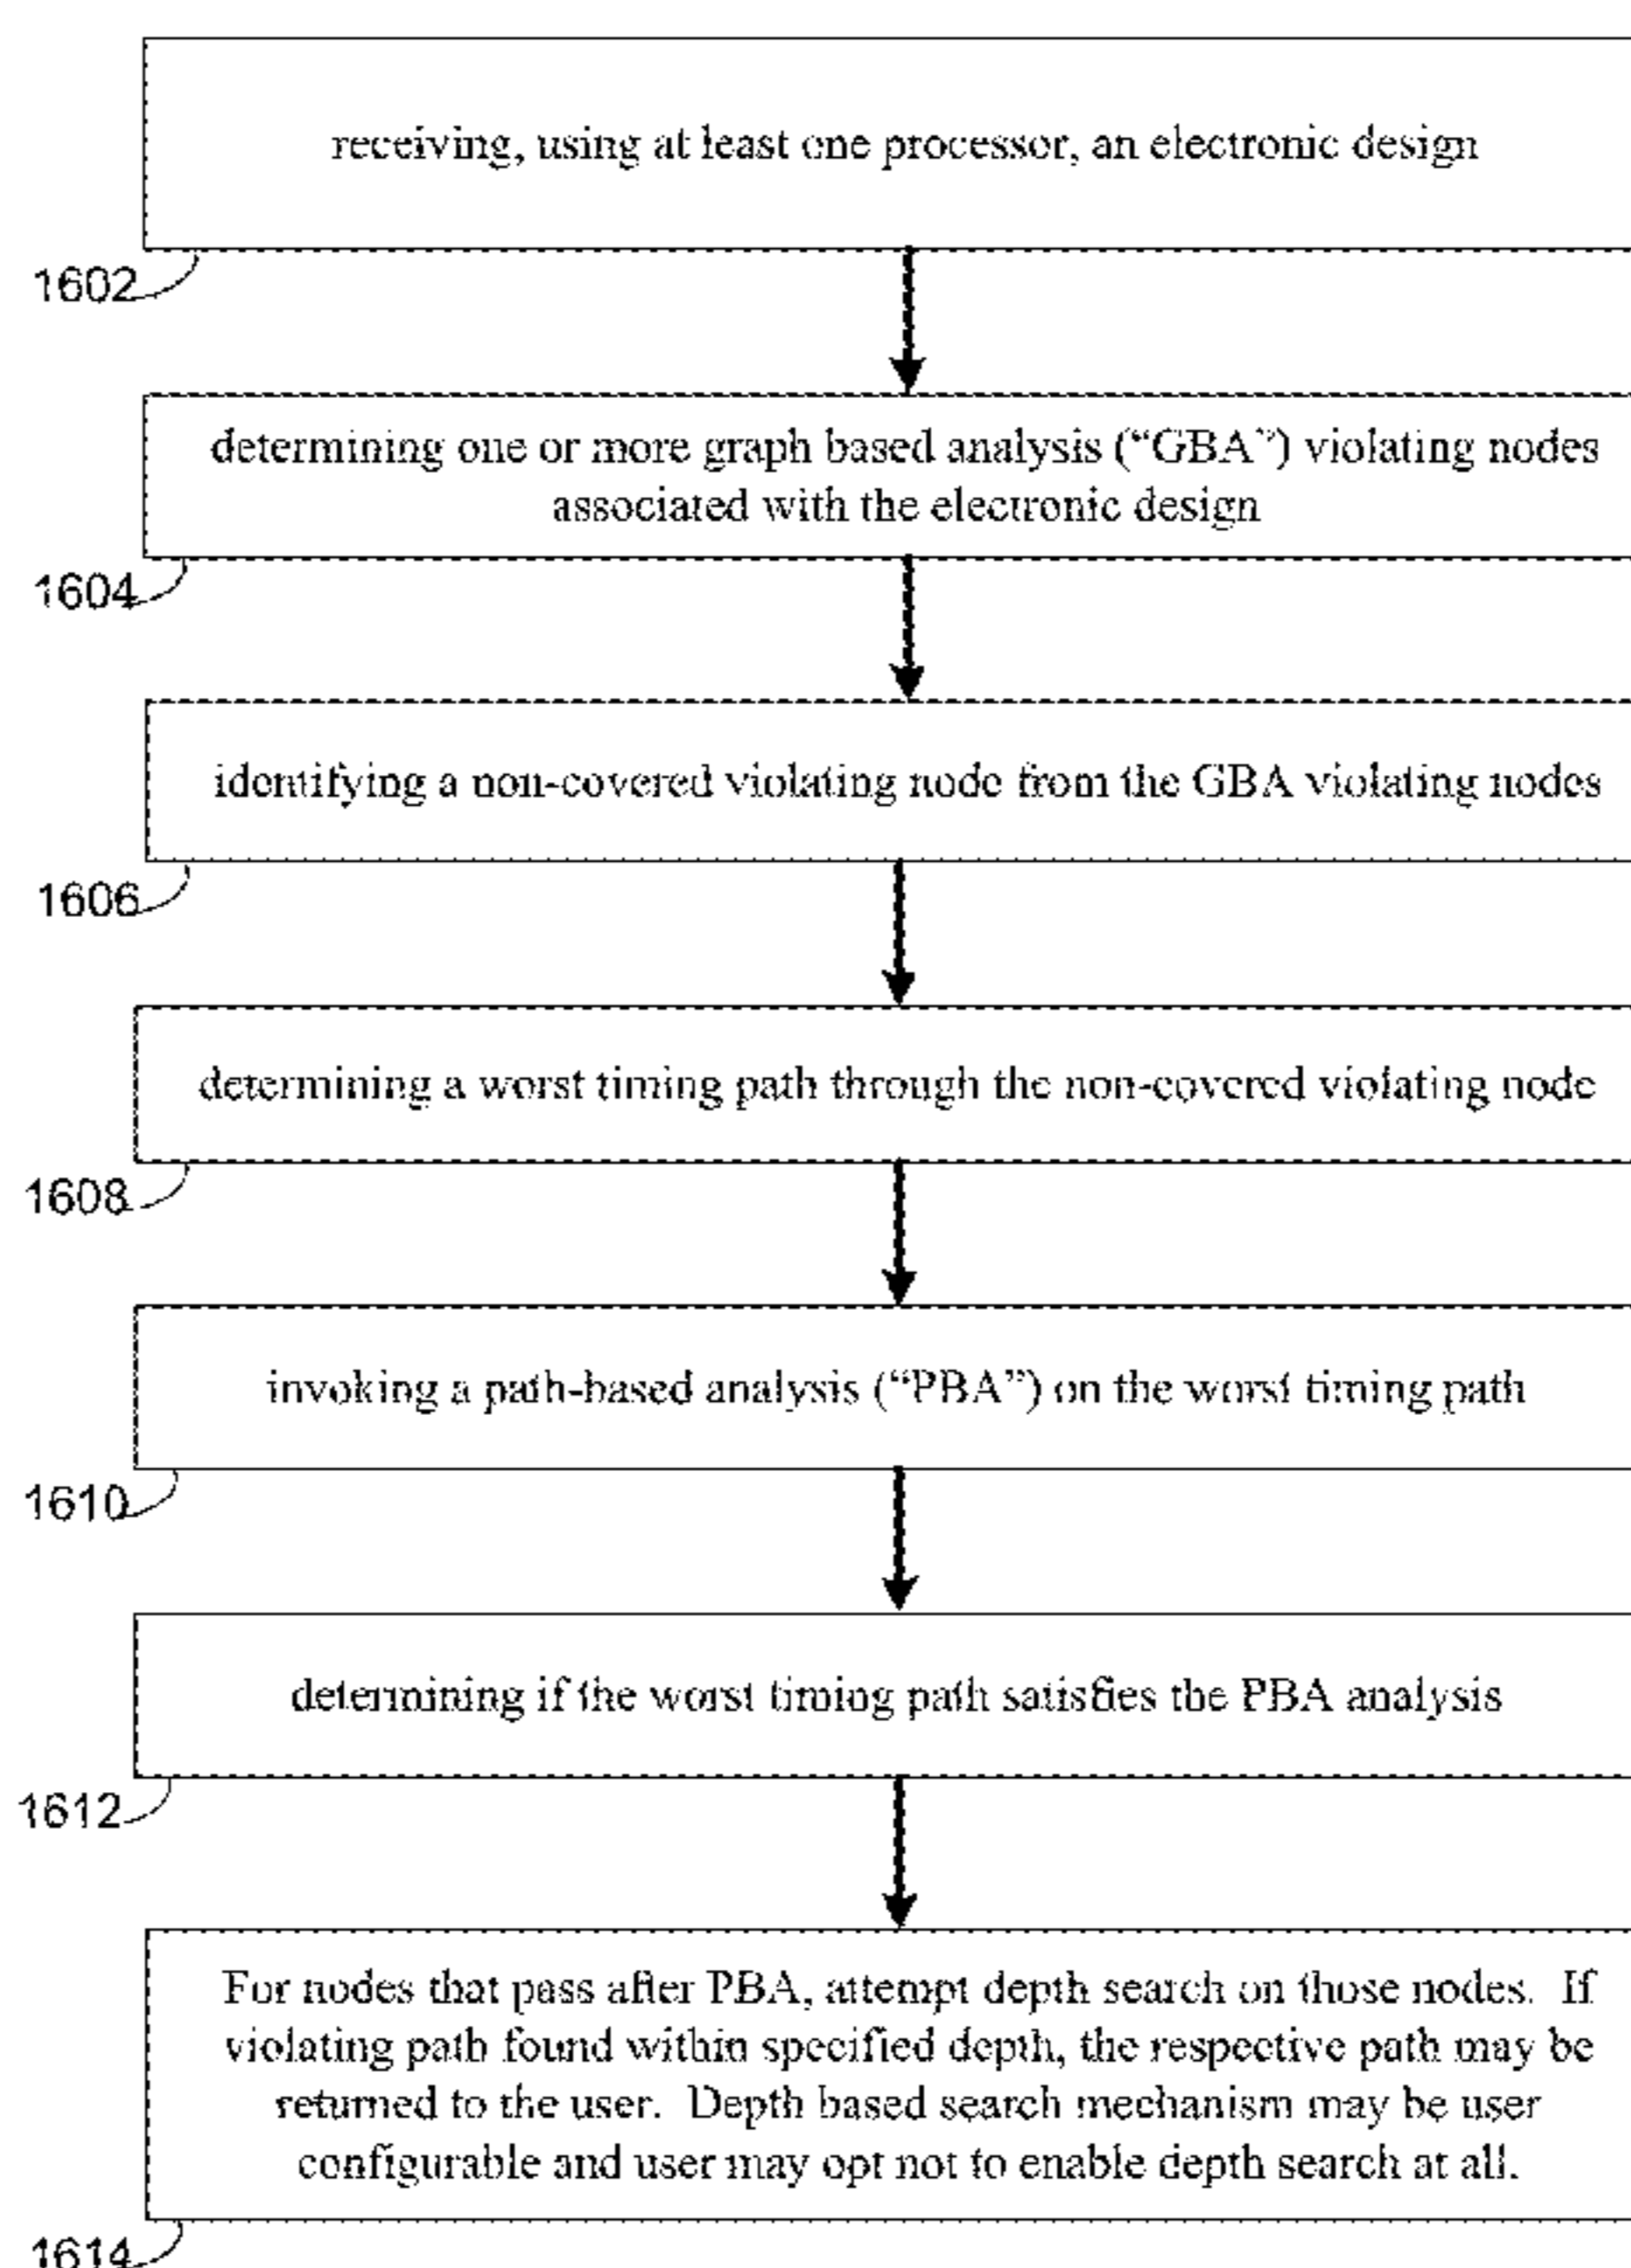 receiving, using at least one processor, an electronic design
1602
determining one or more graph based analysis (“GBA”) violating nodes
associated with the electronic design
1604
identifying a non-covered violating node from the GBA violating nodes
1606
determining a worst timing path through the non-covered violating node
1608
invoking a path-based analysis (“PBA”) on the worst timing path
1610
determining if the worst timing path satisfies the PBA analysis
1612
For nodes that pass after PBA, attempt depth search on those nodes. If
violating path found within specified depth, the respective path may be
returned to the user. Depth based search mechanism may be user
configurable and user may opt not to enable depth search at all.
1614